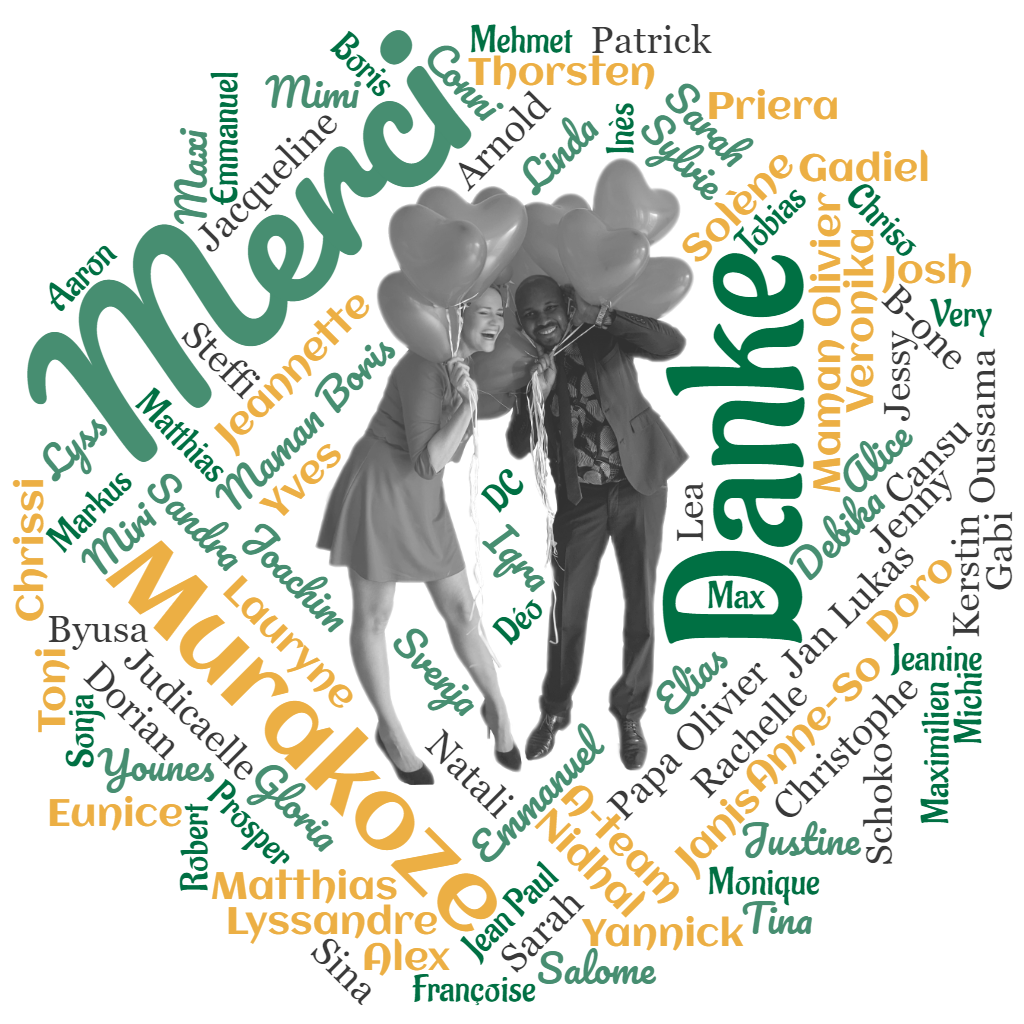 Mehmet
Patrick
Boris
Conni
Thorsten
Mimi
Emmanuel
Arnold
Inès
Sarah
Priera
Jacqueline
Maxi
Merci
Linda
Sylvie
Solène
Gadiel
Tobias
Chriso
Aaron
Maman Olivier
Veronika
Josh
B-one
Very
Steffi
Jeannette
Danke
Jessy
Oussama
Matthias
Maman Boris
Lyss
Yves
Markus
Sandra
Miri
DC
Lea
Alice
Cansu
Debika
Jenny
Chrissi
Joachim
Iqra
Kerstin
Gabi
Murakoze
Lauryne
Déo
Max
Jan Lukas
Doro
Byusa
Svenja
Toni
Judicaelle
Dorian
Sonja
Elias
Papa Olivier
Rachelle
Anne-So
Jeanine
Michie
Maximilien
Christophe
Younes
Gloria
Natali
Emmanuel
Eunice
Prosper
Robert
A-team
Nidhal
Janis
Justine
Schoko
Matthias
Monique
Lyssandre
Jean Paul
Sarah
Yannick
Tina
Sina
Alex
Salome
Françoise